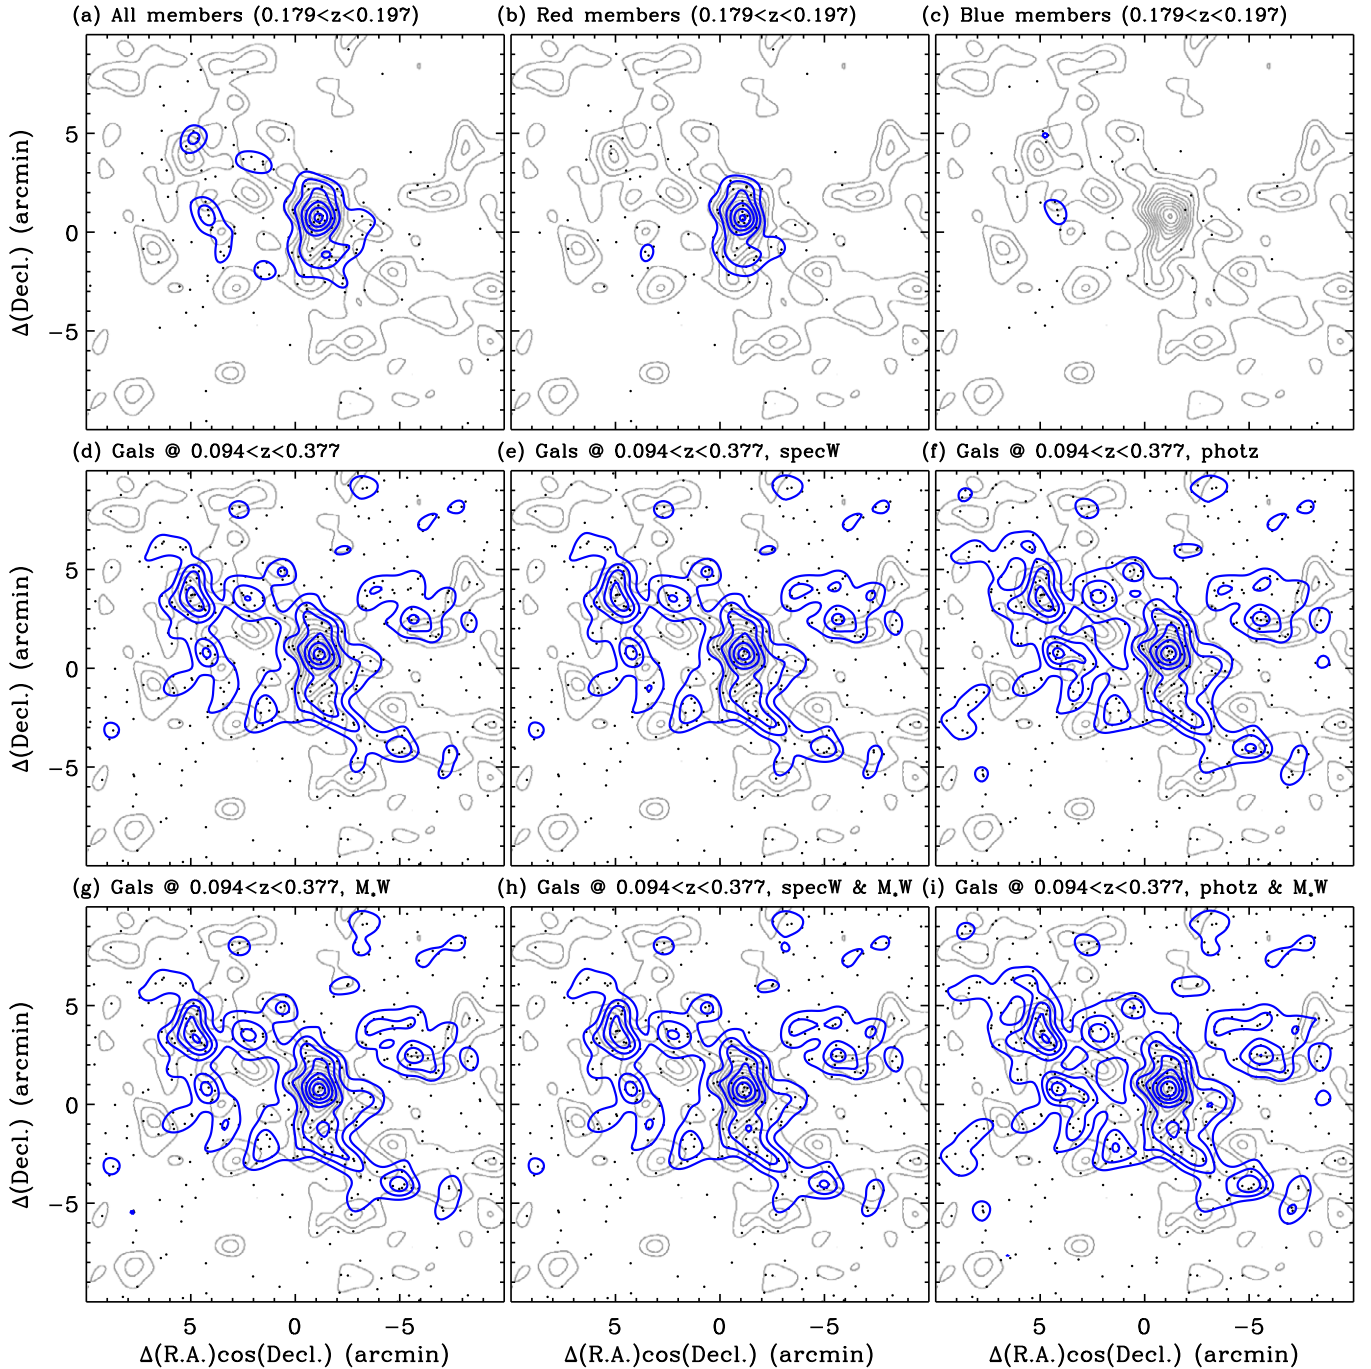 (a) All members (0.179<z<0.197)
(b) Red members (0.179<z<0.197)
(c) Blue members (0.179<z<0.197)
Δ(Decl.) (arcmin)
5
0
−5
(d) Gals @ 0.094<z<0.377
(e) Gals @ 0.094<z<0.377, specW
(f) Gals @ 0.094<z<0.377, photz
Δ(Decl.) (arcmin)
5
0
−5
(g) Gals @ 0.094<z<0.377, M*W
(h) Gals @ 0.094<z<0.377, specW & M*W
(i) Gals @ 0.094<z<0.377, photz & M*W
Δ(Decl.) (arcmin)
5
0
−5
5 0 −5
5 0 −5
5 0 −5
Δ(R.A.)cos(Decl.) (arcmin)
Δ(R.A.)cos(Decl.) (arcmin)
Δ(R.A.)cos(Decl.) (arcmin)